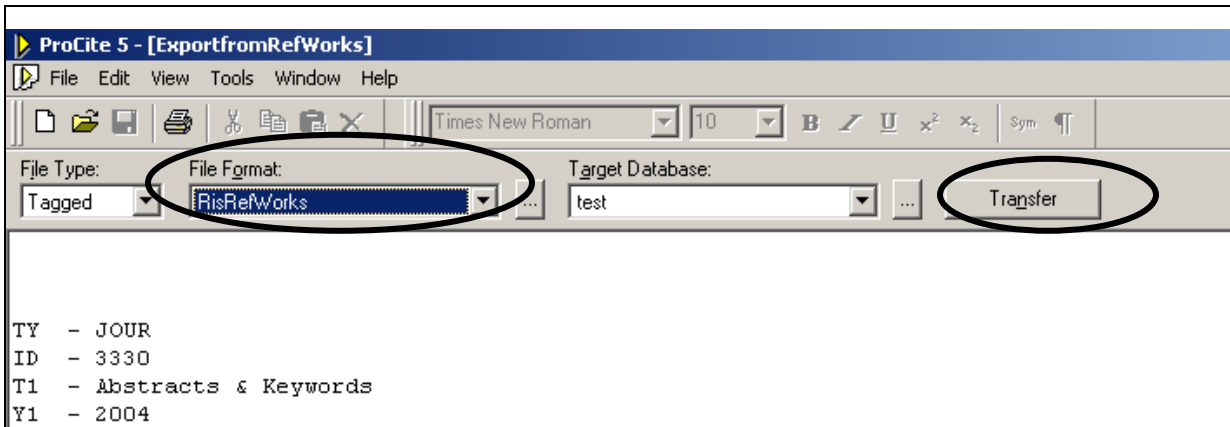 ProCite 5 - [ExportfromRefWorks]
File Edit View Tools Window Help
Times New Roman 10 B I U x² x₂ Sym ¶
File Type: File Format: Target Database:
Tagged RisRefWorks ... test ... Transfer
TY - JOUR
ID - 3330
T1 - Abstracts & Keywords
Y1 - 2004